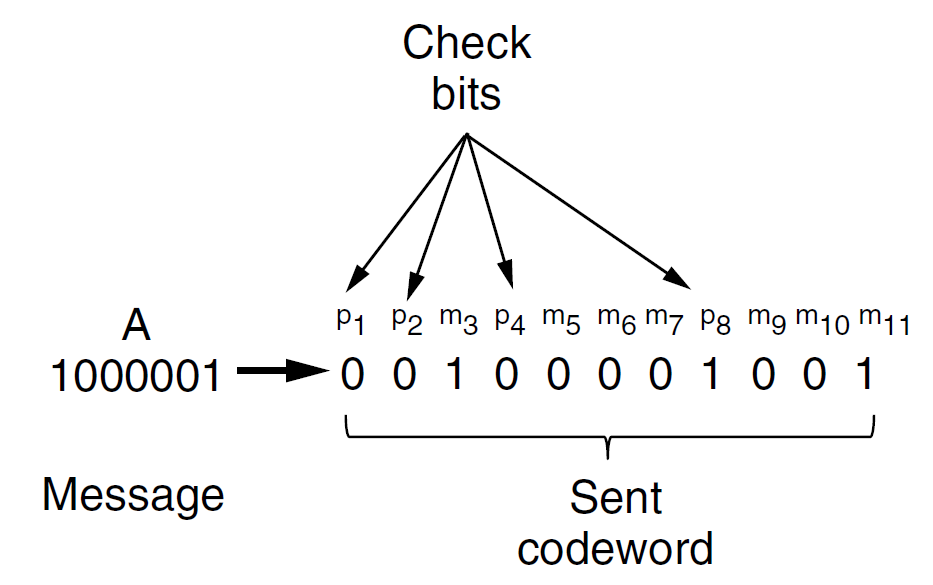 Check
bits
A
p1 p2 m3 p4 m5 m6 m7 p8 m9 m10 m11
1000001
0 0 1 0 0 0 0 1 0 0 1
Message
Sent
codeword